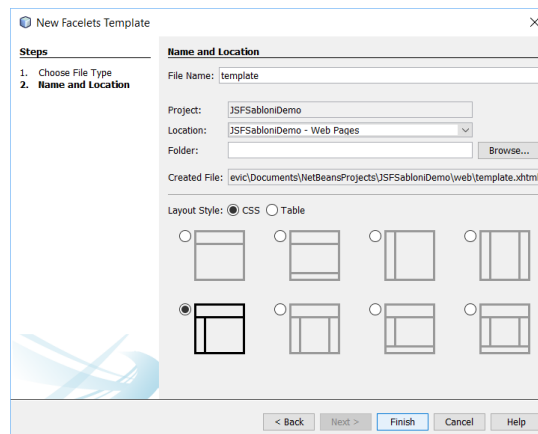 New Facelets Template
Steps
1. Choose File Type
2. Name and Location
Name and Location
File Name: template
Project: JSFSabloniDemo
Location: JSFSabloniDemo - Web Pages
Folder: Browse...
Created File: evic\Documents\NetBeansProjects\JSFSabloniDemo\web\template.xhtml
Layout Style: CSS Table
< Back Next > Finish Cancel Help